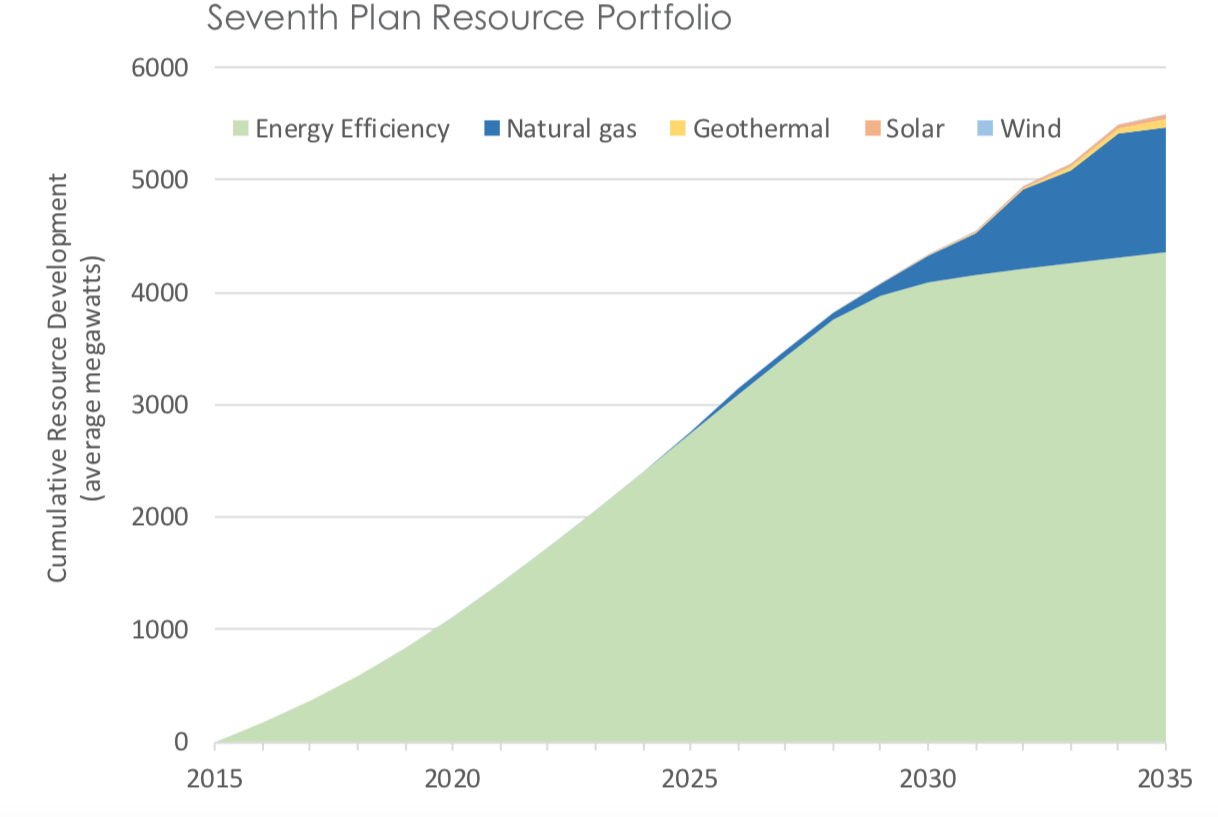 Seventh Plan Resource Portfolio
6000
Energy Efficiency Natural gas Geothermal Solar Wind
5000
4000
3000
2000
1000
0
Cumulative Resource Development
(average megawatts)
2015 2020 2025 2030 2035